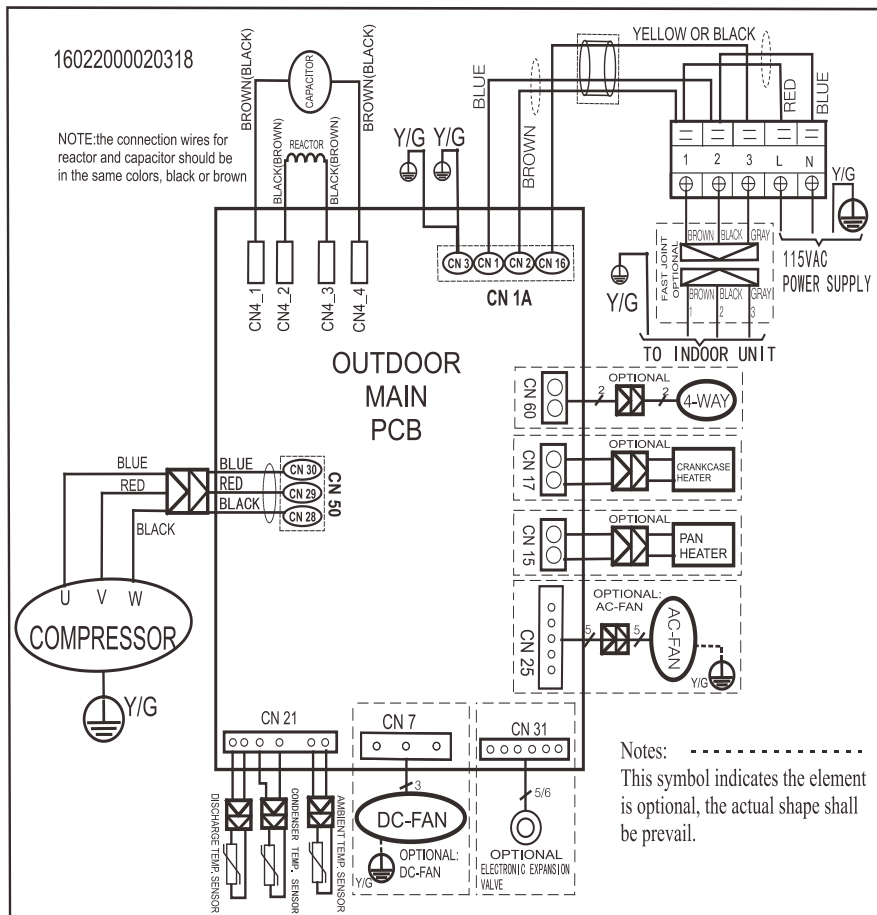 16022000020318
NOTE:the connection wires for
reactor and capacitor should be
in the same colors, black or brown
BROWN(BLACK)
CAPACITOR
BROWN(BLACK)
BLACK(BROWN)
REACTOR
BLACK(BROWN)
Y/G Y/G
BLUE
BROWN
YELLOW OR BLACK
RED
BLUE
1 2 3 L N
Y/G
CN4_1
CN4_2
CN4_3
CN4_4
CN 3 CN 1 CN 2 CN 16
CN 1A
Y/G
FAST JOINT
OPTIONAL
BROWN BLACK GRAY
BROWN BLACK GRAY
1 2 3
115VAC
POWER SUPPLY
TO INDOOR UNIT
OUTDOOR
MAIN
PCB
CN 60
OPTIONAL
2 2
4-WAY
CN 17
OPTIONAL
CRANKCASE
HEATER
CN 15
OPTIONAL
PAN
HEATER
CN 25
OPTIONAL:
AC-FAN
5 5
AC-FAN
Y/G
BLUE
RED
BLACK
BLUE
RED
BLACK
CN 30
CN 29
CN 28
CN 50
U V W
COMPRESSOR
Y/G
CN 21
DISCHARGE TEMP. SENSOR
CONDENSER TEMP. SENSOR
AMBIENT TEMP. SENSOR
CN 7
3
DC-FAN
Y/G
OPTIONAL:
DC-FAN
CN 31
5/6
OPTIONAL
ELECTRONIC EXPANSION
VALVE
Notes:
This symbol indicates the element
is optional, the actual shape shall
be prevail.